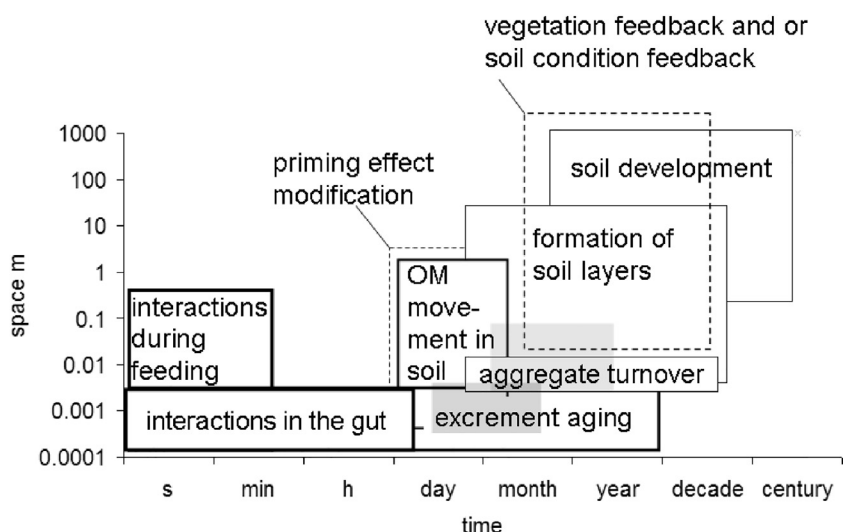 vegetation feedback and or
soil condition feedback
1000
priming effect
modification
soil development
100
10
formation of
soil layers
1
OM
move-
ment in
soil
space m
interactions
during
feeding
0.1
0.01
aggregate turnover
0.001
interactions in the gut
excrement aging
0.0001
s
min
h
day
month
year
decade
century
time